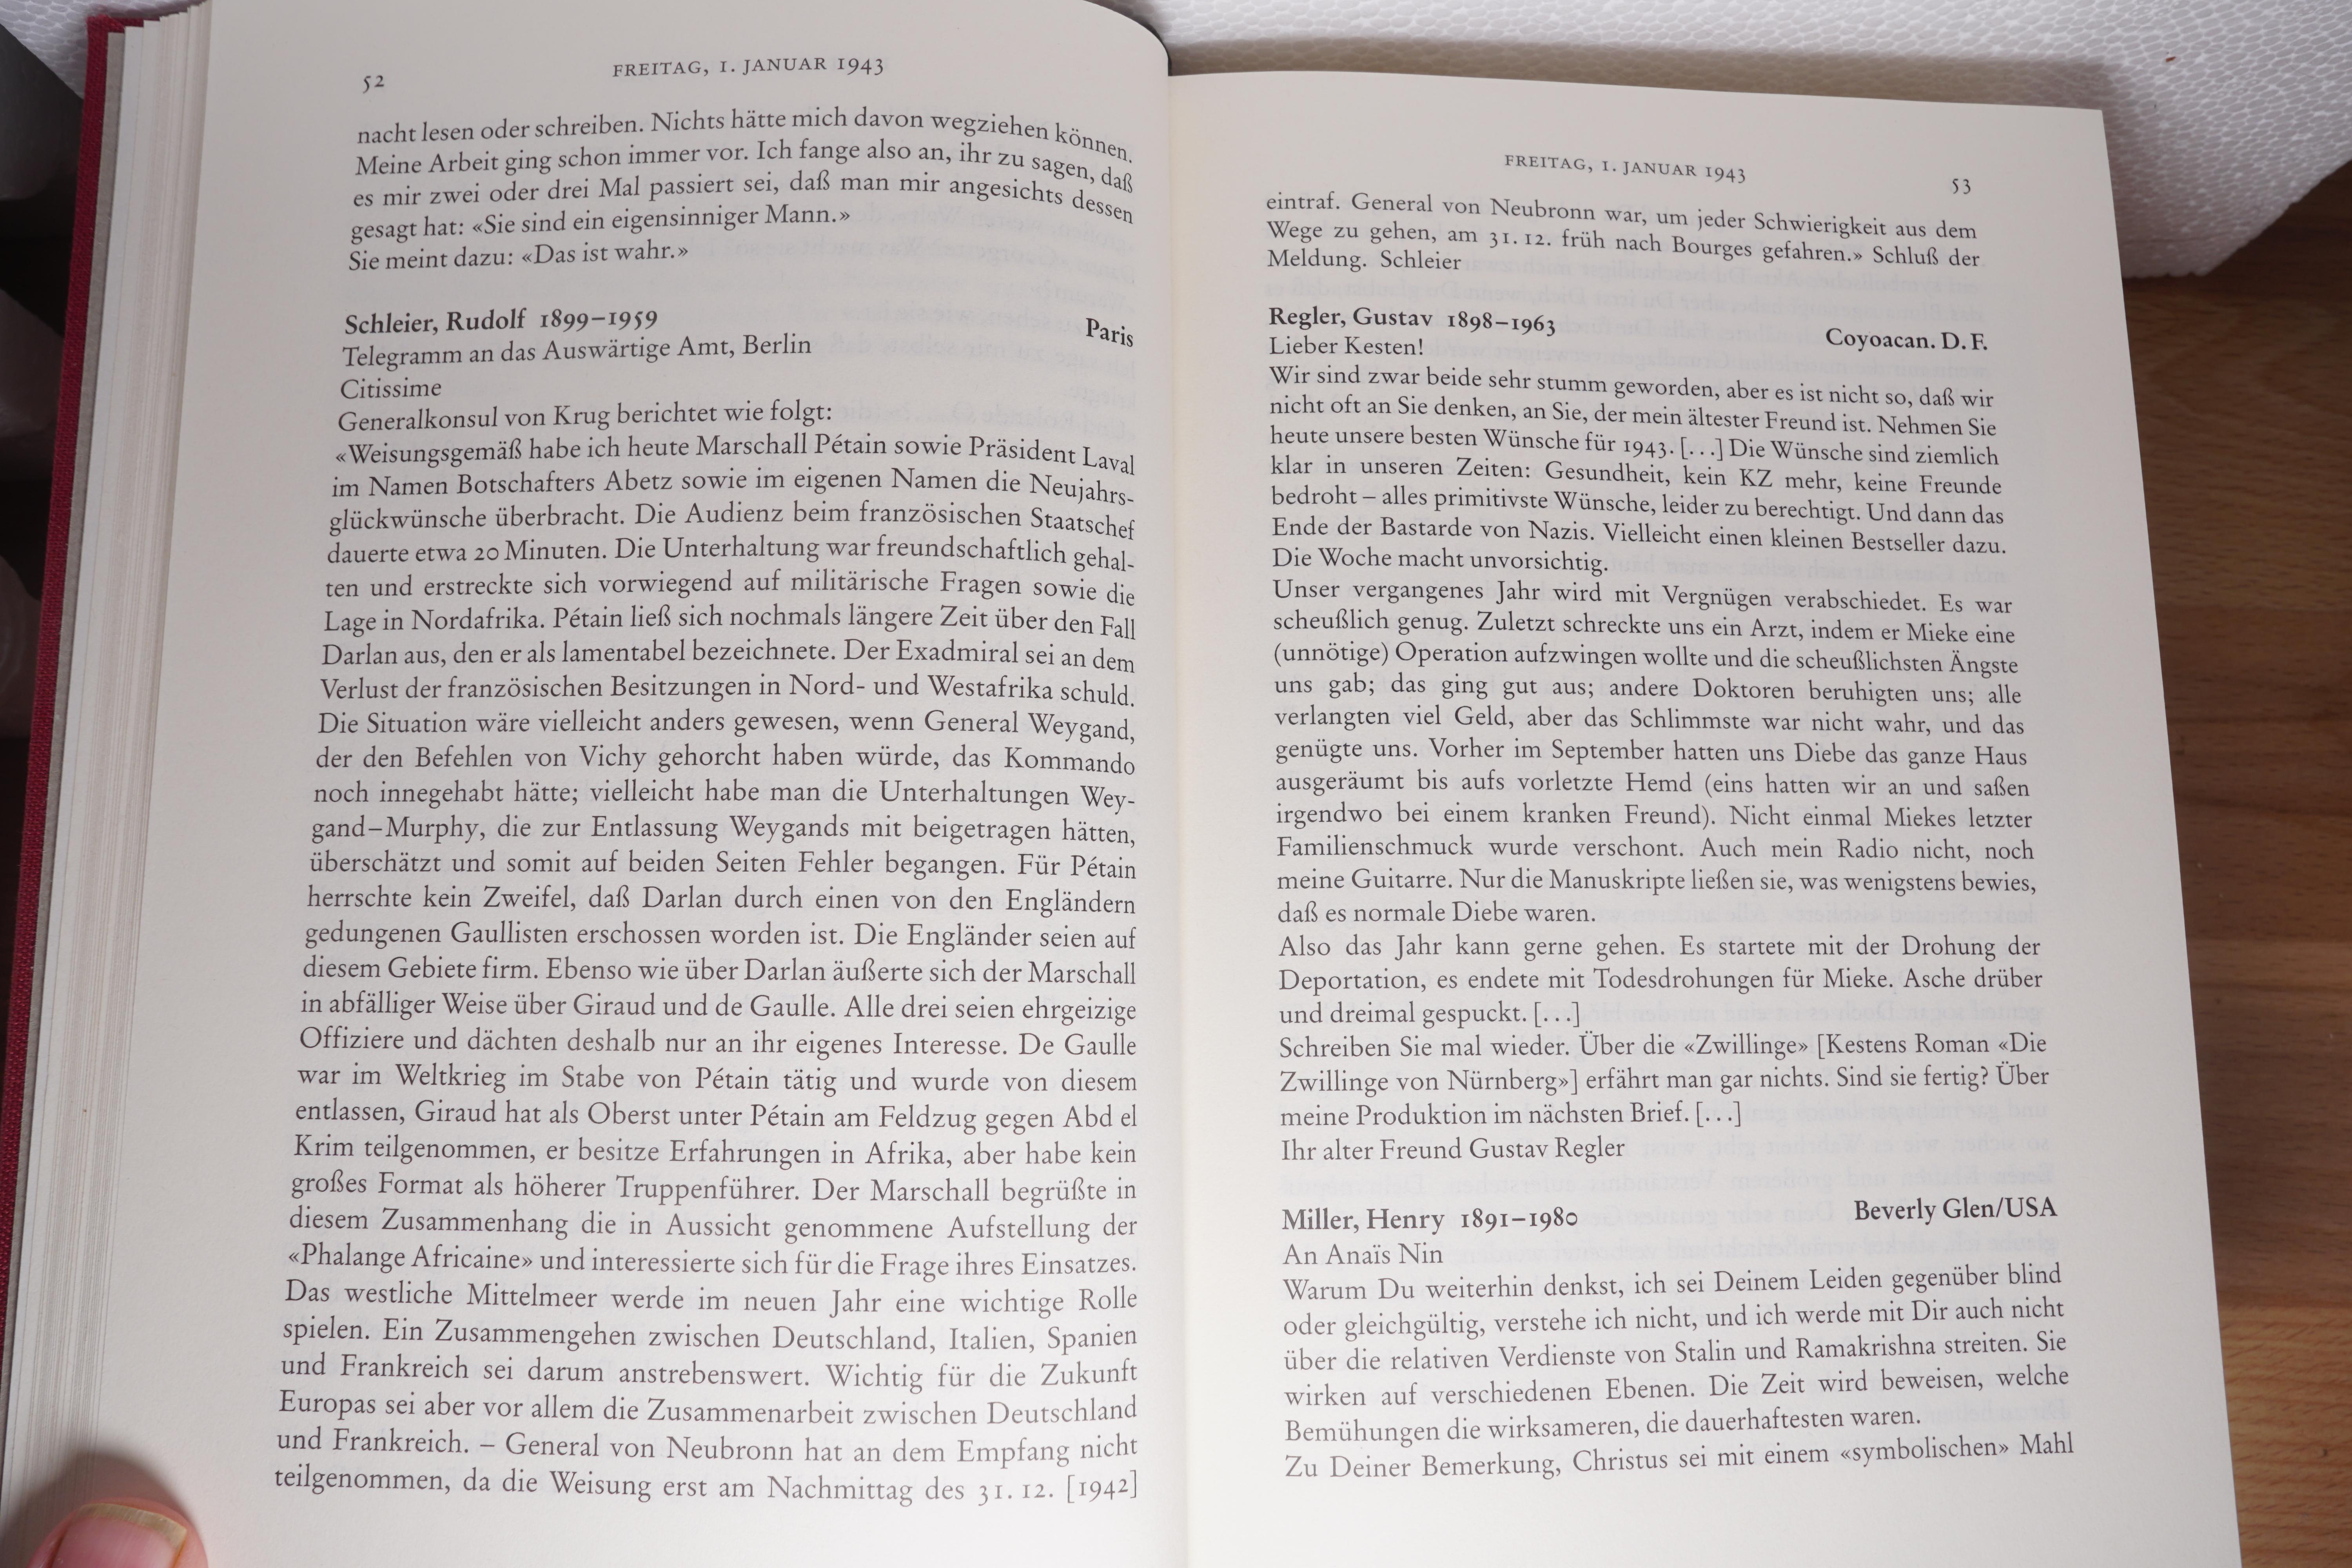 52
FREITAG, 1. JANUAR 1943
nacht lesen oder schreiben. Nichts hätte mich davon wegziehen können.
Meine Arbeit ging schon immer vor. Ich fange also an, ihr zu sagen, daß
es mir zwei oder drei Mal passiert sei, daß man mir angesichts dessen
gesagt hat: «Sie sind ein eigensinniger Mann.»
Sie meint dazu: «Das ist wahr.»
Schleier, Rudolf 1899–1959 Paris
Telegramm an das Auswärtige Amt, Berlin
Citissime
Generalkonsul von Krug berichtet wie folgt:
«Weisungsgemäß habe ich heute Marschall Pétain sowie Präsident Laval
im Namen Botschafters Abetz sowie im eigenen Namen die Neujahrs-
glückwünsche überbracht. Die Audienz beim französischen Staatschef
dauerte etwa 20 Minuten. Die Unterhaltung war freundschaftlich gehal-
ten und erstreckte sich vorwiegend auf militärische Fragen sowie die
Lage in Nordafrika. Pétain ließ sich nochmals längere Zeit über den Fall
Darlan aus, den er als lamentabel bezeichnete. Der Exadmiral sei an dem
Verlust der französischen Besitzungen in Nord- und Westafrika schuld.
Die Situation wäre vielleicht anders gewesen, wenn General Weygand,
der den Befehlen von Vichy gehorcht haben würde, das Kommando
noch innegehabt hätte; vielleicht habe man die Unterhaltungen Wey-
gand–Murphy, die zur Entlassung Weygands mit beigetragen hätten,
überschätzt und somit auf beiden Seiten Fehler begangen. Für Pétain
herrschte kein Zweifel, daß Darlan durch einen von den Engländern
gedungenen Gaullisten erschossen worden ist. Die Engländer seien auf
diesem Gebiete firm. Ebenso wie über Darlan äußerte sich der Marschall
in abfälliger Weise über Giraud und de Gaulle. Alle drei seien ehrgeizige
Offiziere und dächten deshalb nur an ihr eigenes Interesse. De Gaulle
war im Weltkrieg im Stabe von Pétain tätig und wurde von diesem
entlassen, Giraud hat als Oberst unter Pétain am Feldzug gegen Abd el
Krim teilgenommen, er besitze Erfahrungen in Afrika, aber habe kein
großes Format als höherer Truppenführer. Der Marschall begrüßte in
diesem Zusammenhang die in Aussicht genommene Aufstellung der
«Phalange Africaine» und interessierte sich für die Frage ihres Einsatzes.
Das westliche Mittelmeer werde im neuen Jahr eine wichtige Rolle
spielen. Ein Zusammengehen zwischen Deutschland, Italien, Spanien
und Frankreich sei darum anstrebenswert. Wichtig für die Zukunft
Europas sei aber vor allem die Zusammenarbeit zwischen Deutschland
und Frankreich. – General von Neubronn hat an dem Empfang nicht
teilgenommen, da die Weisung erst am Nachmittag des 31. 12. [1942]
FREITAG, 1. JANUAR 1943
53
eintraf. General von Neubronn war, um jeder Schwierigkeit aus dem
Wege zu gehen, am 31. 12. früh nach Bourges gefahren.» Schluß der
Meldung. Schleier
Regler, Gustav 1898–1963 Coyoacan. D. F.
Lieber Kesten!
Wir sind zwar beide sehr stumm geworden, aber es ist nicht so, daß wir
nicht oft an Sie denken, an Sie, der mein ältester Freund ist. Nehmen Sie
heute unsere besten Wünsche für 1943. [...] Die Wünsche sind ziemlich
klar in unseren Zeiten: Gesundheit, kein KZ mehr, keine Freunde
bedroht – alles primitivste Wünsche, leider zu berechtigt. Und dann das
Ende der Bastarde von Nazis. Vielleicht einen kleinen Bestseller dazu.
Die Woche macht unvorsichtig.
Unser vergangenes Jahr wird mit Vergnügen verabschiedet. Es war
scheußlich genug. Zuletzt schreckte uns ein Arzt, indem er Mieke eine
(unnötige) Operation aufzwingen wollte und die scheußlichsten Ängste
uns gab; das ging gut aus; andere Doktoren beruhigten uns; alle
verlangten viel Geld, aber das Schlimmste war nicht wahr, und das
genügte uns. Vorher im September hatten uns Diebe das ganze Haus
ausgeräumt bis aufs vorletzte Hemd (eins hatten wir an und saßen
irgendwo bei einem kranken Freund). Nicht einmal Miekes letzter
Familienschmuck wurde verschont. Auch mein Radio nicht, noch
meine Guitarre. Nur die Manuskripte ließen sie, was wenigstens bewies,
daß es normale Diebe waren.
Also das Jahr kann gerne gehen. Es startete mit der Drohung der
Deportation, es endete mit Todesdrohungen für Mieke. Asche drüber
und dreimal gespuckt. [...]
Schreiben Sie mal wieder. Über die «Zwillinge» [Kestens Roman «Die
Zwillinge von Nürnberg»] erfährt man gar nichts. Sind sie fertig? Über
meine Produktion im nächsten Brief. [...]
Ihr alter Freund Gustav Regler
Miller, Henry 1891–1980 Beverly Glen/USA
An Anaïs Nin
Warum Du weiterhin denkst, ich sei Deinem Leiden gegenüber blind
oder gleichgültig, verstehe ich nicht, und ich werde mit Dir auch nicht
über die relativen Verdienste von Stalin und Ramakrishna streiten. Sie
wirken auf verschiedenen Ebenen. Die Zeit wird beweisen, welche
Bemühungen die wirksameren, die dauerhaftesten waren.
Zu Deiner Bemerkung, Christus sei mit einem «symbolischen» Mahl